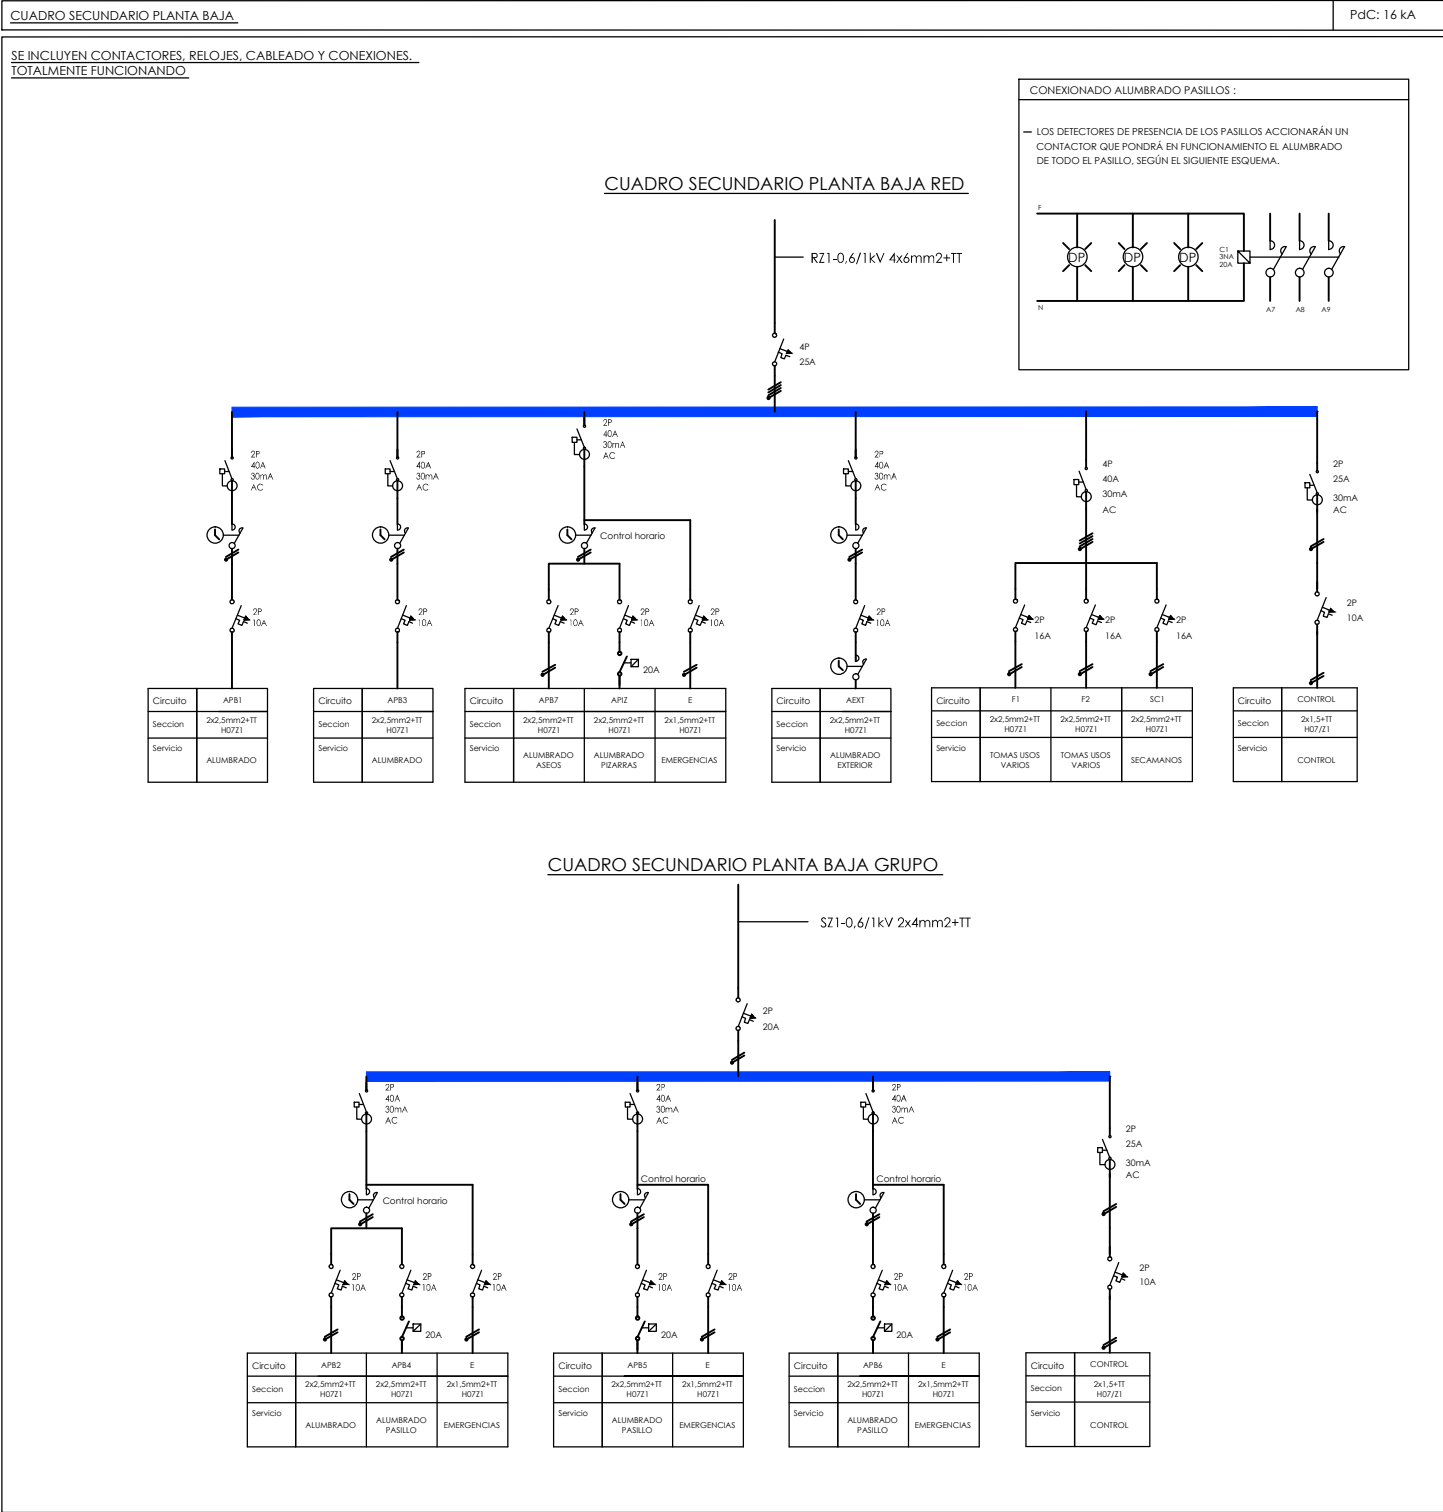 CUADRO SECUNDARIO PLANTA BAJA
PdC: 16 kA
SE INCLUYEN CONTACTORES, RELOJES, CABLEADO Y CONEXIONES.
TOTALMENTE FUNCIONANDO
CONEXIONADO ALUMBRADO PASILLOS :
— LOS DETECTORES DE PRESENCIA DE LOS PASILLOS ACCIONARÁN UN
CONTACTOR QUE PONDRÁ EN FUNCIONAMIENTO EL ALUMBRADO
DE TODO EL PASILLO, SEGÚN EL SIGUIENTE ESQUEMA.
F
DP DP DP
C1
3NA
20A
N
A7 A8 A9
CUADRO SECUNDARIO PLANTA BAJA RED
RZ1-0,6/1kV 4x6mm2+TT
4P
25A
2P
40A
30mA
AC
2P
40A
30mA
AC
2P
40A
30mA
AC
2P
40A
30mA
AC
4P
40A
30mA
AC
2P
25A
30mA
AC
Control horario
2P
10A
2P
10A
2P
10A
2P
10A
2P
10A
2P
10A
2P
16A
2P
16A
2P
16A
2P
10A
20A
Circuito APB1
Seccion 2x2,5mm2+TT
H07Z1
Servicio
ALUMBRADO
Circuito APB3
Seccion 2x2,5mm2+TT
H07Z1
Servicio
ALUMBRADO
Circuito APB7 APIZ E
Seccion 2x2,5mm2+TT 2x2,5mm2+TT 2x1,5mm2+TT
H07Z1 H07Z1 H07Z1
Servicio
ALUMBRADO ALUMBRADO EMERGENCIAS
ASEOS PIZARRAS
Circuito AEXT
Seccion 2x2,5mm2+TT
H07Z1
Servicio
ALUMBRADO
EXTERIOR
Circuito F1 F2 SC1
Seccion 2x2,5mm2+TT 2x2,5mm2+TT 2x2,5mm2+TT
H07Z1 H07Z1 H07Z1
Servicio
TOMAS USOS TOMAS USOS SECAMANOS
VARIOS VARIOS
Circuito CONTROL
Seccion 2x1,5+TT
H07/Z1
Servicio
CONTROL
CUADRO SECUNDARIO PLANTA BAJA GRUPO
SZ1-0,6/1kV 2x4mm2+TT
2P
20A
2P
40A
30mA
AC
2P
40A
30mA
AC
2P
40A
30mA
AC
2P
25A
30mA
AC
Control horario
Control horario
Control horario
2P
10A
2P
10A
2P
10A
2P
10A
2P
10A
2P
10A
2P
10A
2P
10A
20A
20A
20A
Circuito APB2 APB4 E
Seccion 2x2,5mm2+TT 2x2,5mm2+TT 2x1,5mm2+TT
H07Z1 H07Z1 H07Z1
Servicio
ALUMBRADO ALUMBRADO EMERGENCIAS
PASILLO
Circuito APB5 E
Seccion 2x2,5mm2+TT 2x1,5mm2+TT
H07Z1 H07Z1
Servicio
ALUMBRADO EMERGENCIAS
PASILLO
Circuito APB6 E
Seccion 2x2,5mm2+TT 2x1,5mm2+TT
H07Z1 H07Z1
Servicio
ALUMBRADO EMERGENCIAS
PASILLO
Circuito CONTROL
Seccion 2x1,5+TT
H07/Z1
Servicio
CONTROL